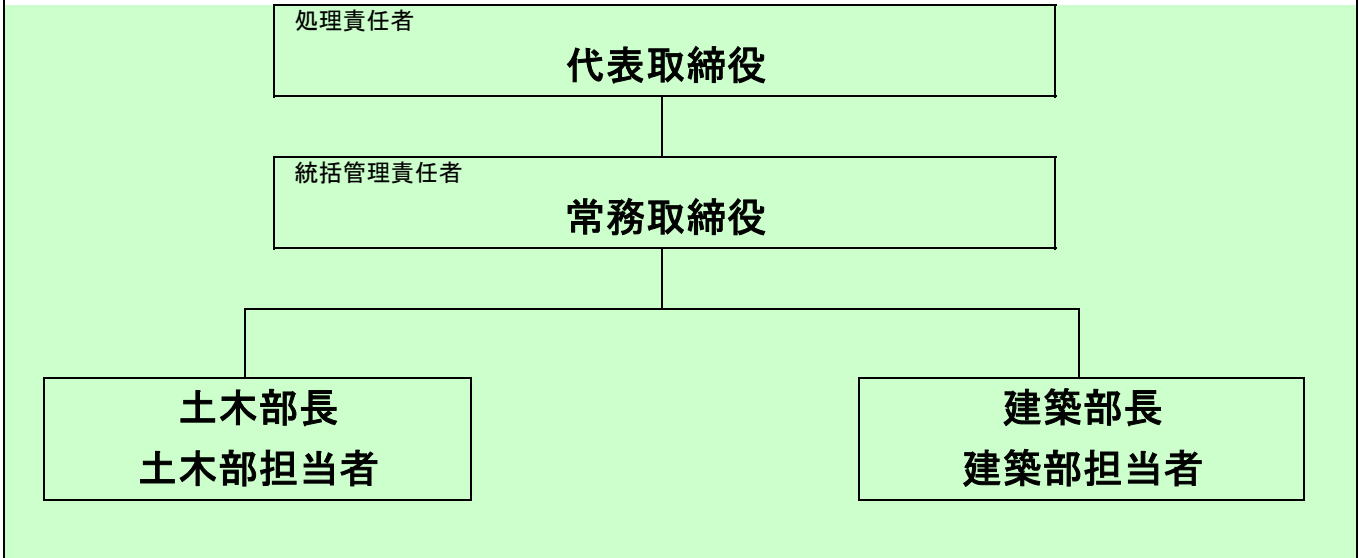 処理責任者
代表取締役
統括管理責任者
常務取締役
土木部長
土木部担当者
建築部長
建築部担当者